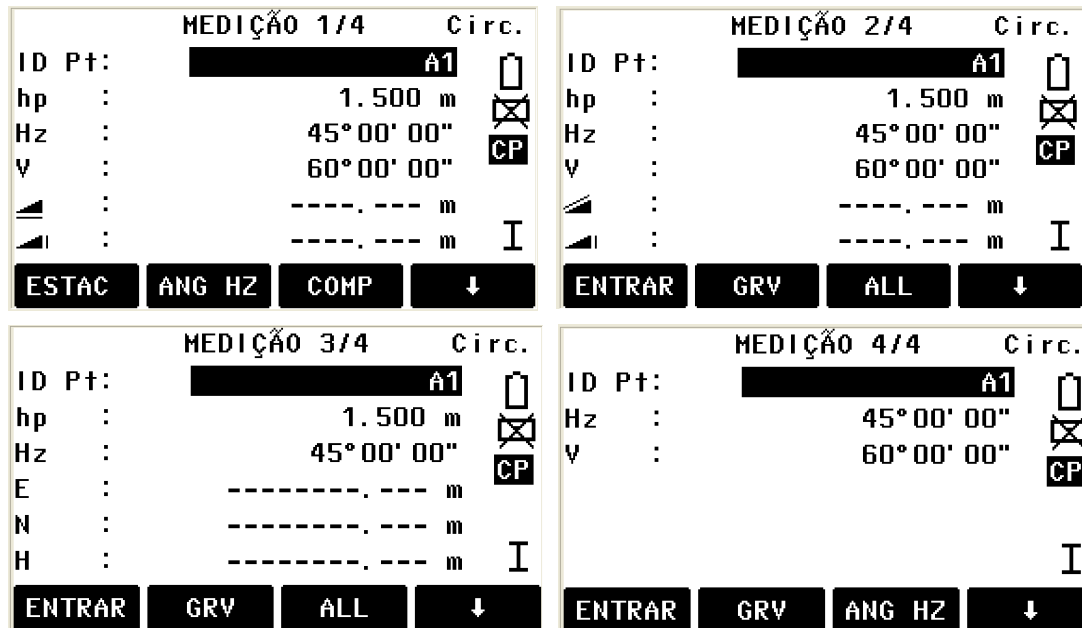 MEDIÇÃO 1/4 Circ.
ID Pt: A1
hp : 1.500 m
Hz : 45°00'00"
CP
V : 60°00'00"
: ----.--- m
: ----.--- m I
ESTAC ANG HZ COMP ↓
MEDIÇÃO 2/4 Circ.
ID Pt: A1
hp : 1.500 m
Hz : 45°00'00"
CP
V : 60°00'00"
: ----.--- m
: ----.--- m I
ENTRAR GRV ALL ↓
MEDIÇÃO 3/4 Circ.
ID Pt: A1
hp : 1.500 m
Hz : 45°00'00"
CP
E : --------.--- m
N : --------.--- m
H : --------.--- m I
ENTRAR GRV ALL ↓
MEDIÇÃO 4/4 Circ.
ID Pt: A1
Hz : 45°00'00"
V : 60°00'00"
CP
I
ENTRAR GRV ANG HZ ↓